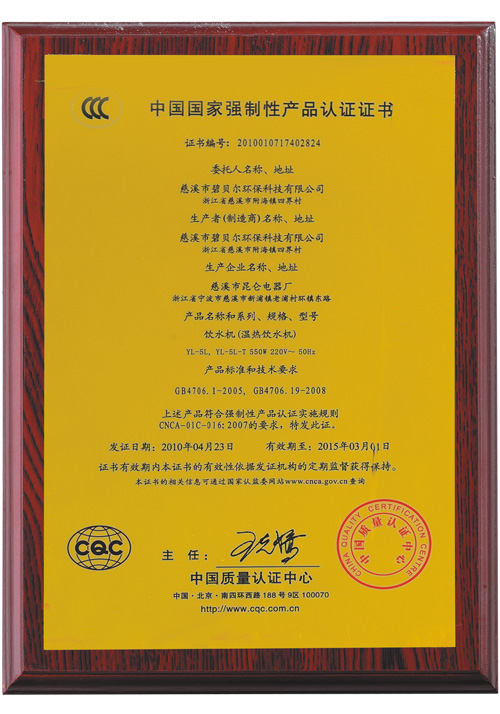 CCC 中国国家强制性产品认证证书
证书编号：2010010717402824
委托人名称、地址
慈溪市碧贝尔环保科技有限公司
浙江省慈溪市附海镇四界村
生产者(制造商)名称、地址
慈溪市碧贝尔环保科技有限公司
浙江省慈溪市附海镇四界村
生产企业名称、地址
慈溪市昆仑电器厂
浙江省宁波市慈溪市新浦镇老浦村环镇东路
产品名称和系列、规格、型号
饮水机(温热饮水机)
YL-5L, YL-5L-T 550W 220V～ 50Hz
产品标准和技术要求
GB4706.1-2005, GB4706.19-2008
上述产品符合强制性产品认证实施规则
CNCA-01C-016:2007的要求，特发此证。
发证日期：2010年04月23日 有效期至：2015年03月01日
证书有效期内本证书的有效性依据发证机构的定期监督获得保持。
本证书的相关信息可通过国家认监委网站www.cnca.gov.cn查询
CQC
主 任：
中国质量认证中心
中国·北京·南四环西路188号9区 100070
http://www.cqc.com.cn
CHINA QUALITY CERTIFICATION CENTRE
中国质量认证中心